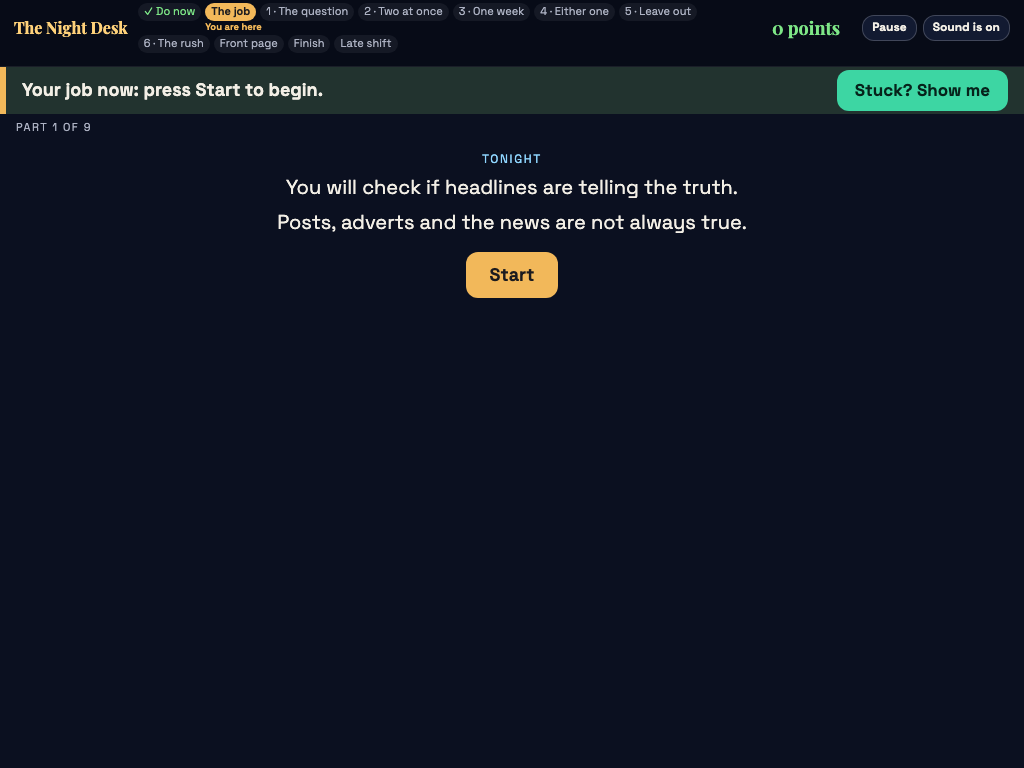 The Night Desk
✓ Do now
The job
You are here
1 · The question
2 · Two at once
3 · One week
4 · Either one
5 · Leave out
6 · The rush
Front page
Finish
Late shift
0 points
Pause
Sound is on
Your job now: press Start to begin.
Stuck? Show me
PART 1 OF 9
TONIGHT
You will check if headlines are telling the truth.
Posts, adverts and the news are not always true.
Start